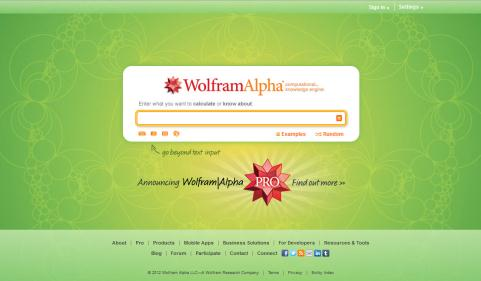 Sign in | Settings
WolframAlpha computational... knowledge engine
Enter what you want to calculate or know about
Examples Random
go beyond text input
Announcing Wolfram|Alpha PRO Find out more >>
About | Pro | Products | Mobile Apps | Business Solutions | For Developers | Resources & Tools
Blog | Forum | Participate | Contact | Connect
© 2012 Wolfram Alpha LLC—A Wolfram Research Company | Terms | Privacy | Entity Index